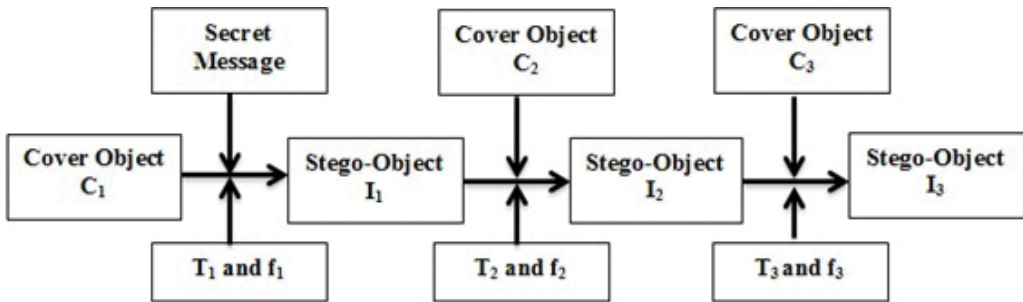 Secret
Message
Cover Object
C₂
Cover Object
C₃
Cover Object
C₁
Stego-Object
I₁
Stego-Object
I₂
Stego-Object
I₃
T₁ and f₁
T₂ and f₂
T₃ and f₃